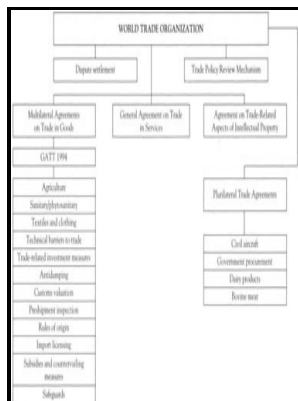 WORLD TRADE ORGANIZATION
Dispute settlement
Trade Policy Review Mechanism
Multilateral Agreements
on Trade in Goods
General Agreement on Trade
in Services
Agreement on Trade-Related
Aspects of Intellectual Property
GATT 1994
Agriculture
Sanitary/phytosanitary
Textiles and clothing
Technical barriers to trade
Trade-related investment measures
Antidumping
Customs valuation
Preshipment inspection
Rules of origin
Import licensing
Subsidies and countervailing
measures
Safeguards
Plurilateral Trade Agreements
Civil aircraft
Government procurement
Dairy products
Bovine meat